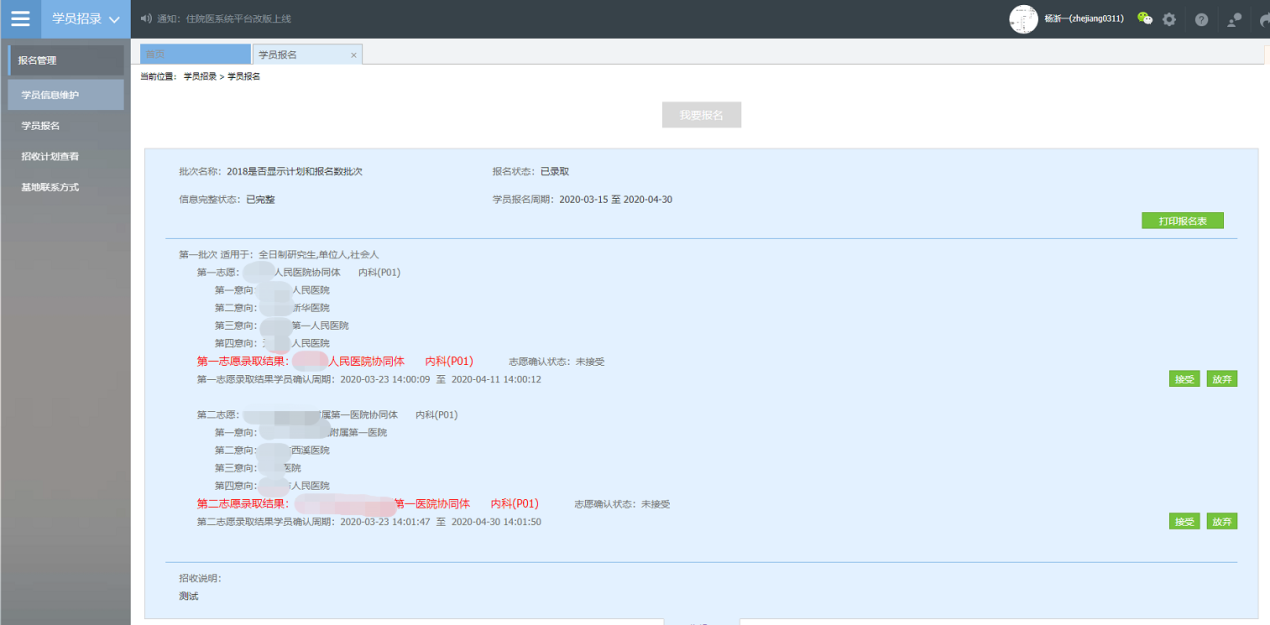 学员招录
通知：住院医系统平台改版上线
杨浙一(zhejiang0311)
报名管理
学员信息维护
学员报名
招收计划查看
基地联系方式
首页
学员报名 ×
当前位置： 学员招录 > 学员报名
我要报名
批次名称：2018是否显示计划和报名数批次 报名状态：已录取
信息完整状态：已完整 学员报名周期：2020-03-15 至 2020-04-30
打印报名表
第一批次 适用于：全日制研究生,单位人,社会人
第一志愿： 人民医院协同体 内科(P01)
第一意向： 人民医院
第二意向： 新华医院
第三意向： 第一人民医院
第四意向： 人民医院
第一志愿录取结果： 人民医院协同体 内科(P01) 志愿确认状态：未接受
第一志愿录取结果学员确认周期：2020-03-23 14:00:09 至 2020-04-11 14:00:12
接受 放弃
第二志愿： 属第一医院协同体 内科(P01)
第一意向： 附属第一医院
第二意向： 西溪医院
第三意向： 医院
第四意向： 人民医院
第二志愿录取结果： 第一医院协同体 内科(P01) 志愿确认状态：未接受
第二志愿录取结果学员确认周期：2020-03-23 14:01:47 至 2020-04-30 14:01:50
接受 放弃
招收说明：
测试